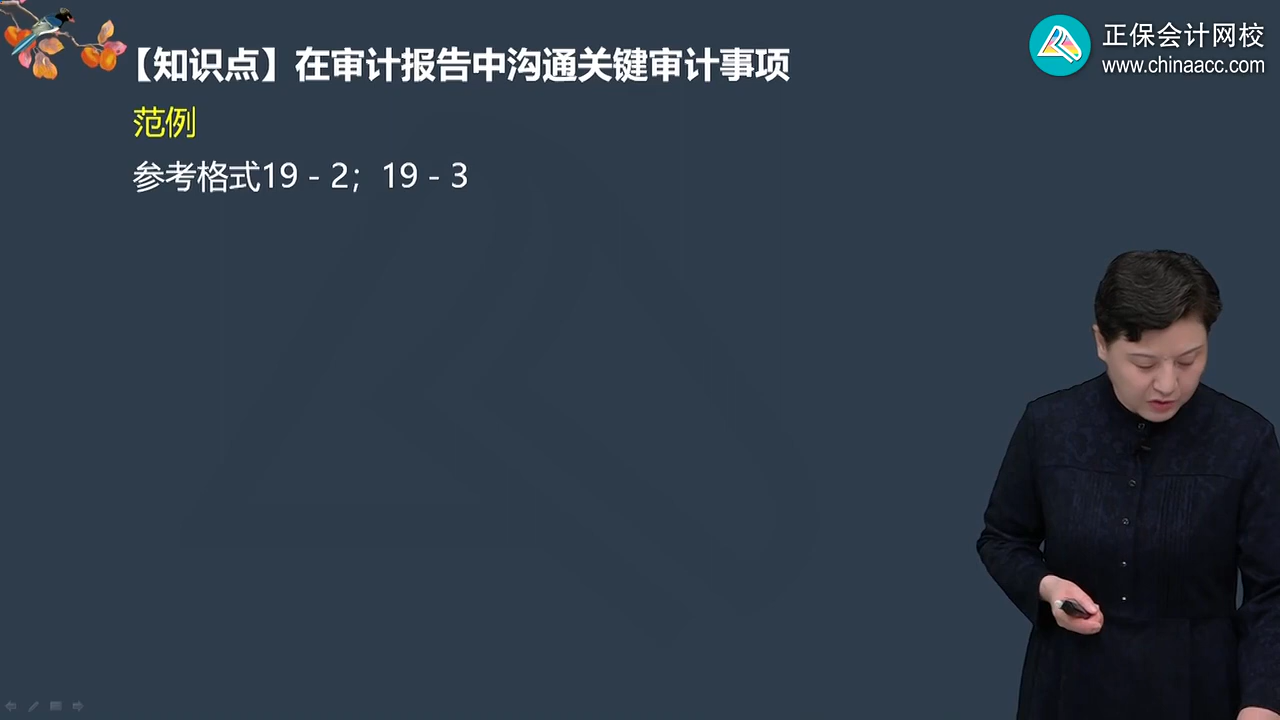 正保会计网校
www.chinaacc.com
【知识点】在审计报告中沟通关键审计事项
范例
参考格式19－2；19－3